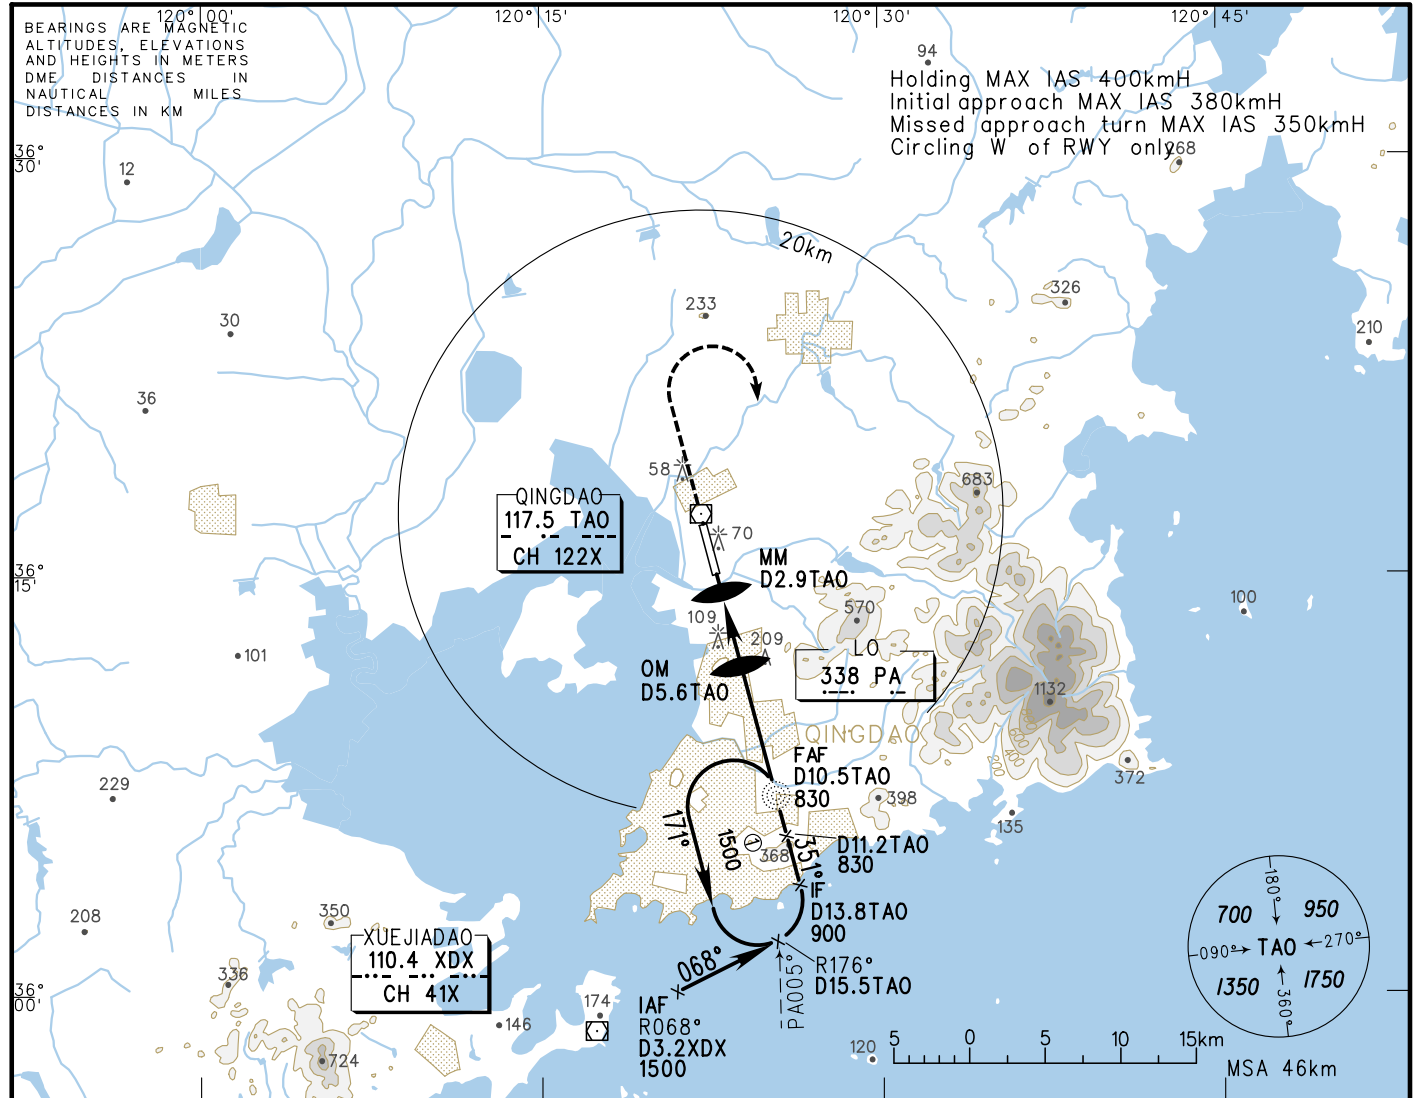 120° 00' 120° 15' 120° 30' 120° 45'
BEARINGS ARE MAGNETIC
ALTITUDES, ELEVATIONS
AND HEIGHTS IN METERS
DME DISTANCES IN
NAUTICAL MILES
DISTANCES IN KM
94
Holding MAX IAS 400kmH
Initial approach MAX IAS 380kmH
Missed approach turn MAX IAS 350kmH
Circling W of RWY only
268
36°
30'
12
20km
326
233
30
210
36
58
683
QINGDAO
117.5 TAO
CH 122X
70
MM
D2.9TAO
36°
15'
100
570
109
209
LO
338 PA
101
OM
D5.6TAO
1132
QINGDAO
600
400
200
FAF
D10.5TAO
830
372
229
398
135
171°
1500
1
368
351°
D11.2TAO
830
IF
D13.8TAO
900
208
350
XUEJIADAO
110.4 XDX
CH 41X
336
068°
R176°
D15.5TAO
PA005°
180°
700 950
090° TAO 270°
1350 1750
360°
MSA 46km
36°
00'
174
146
IAF
R068°
D3.2XDX
1500
724
120
5 0 5 10 15km